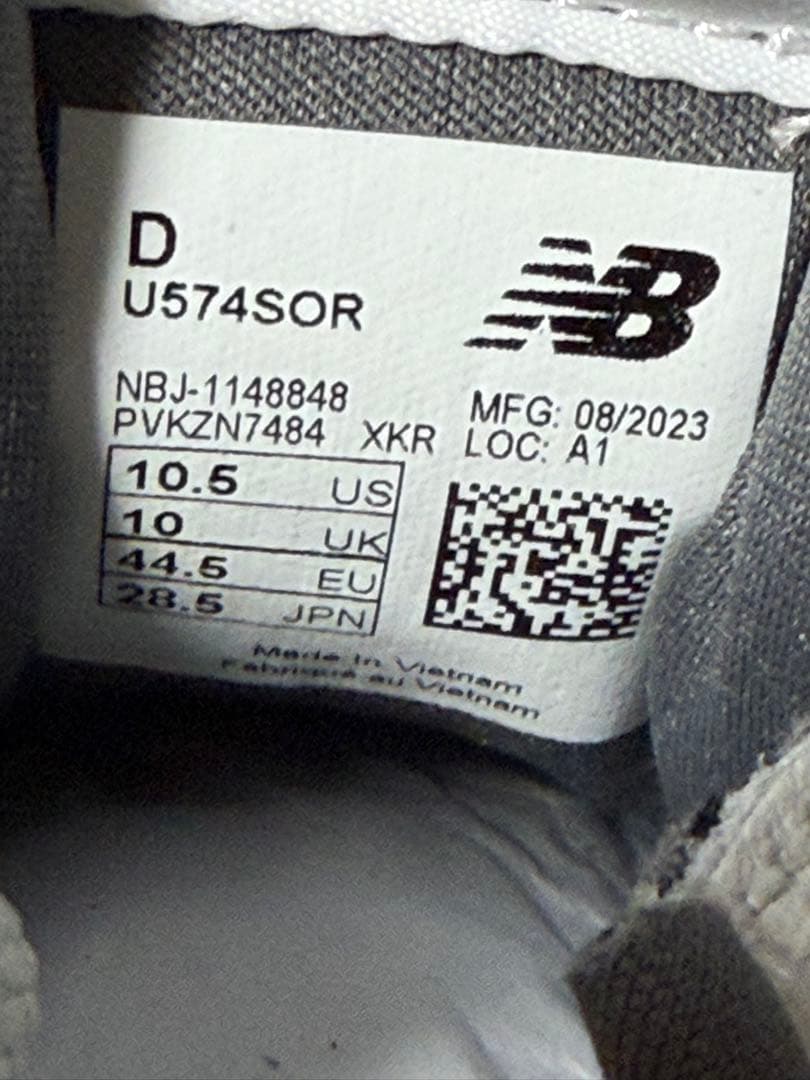 D
U574SOR
NB
NBJ-1148848
PVKZN7484 XKR
MFG: 08/2023
LOC: A1
10.5 US
10 UK
44.5 EU
28.5 JPN
Made in Vietnam
Fabriqué au Vietnam